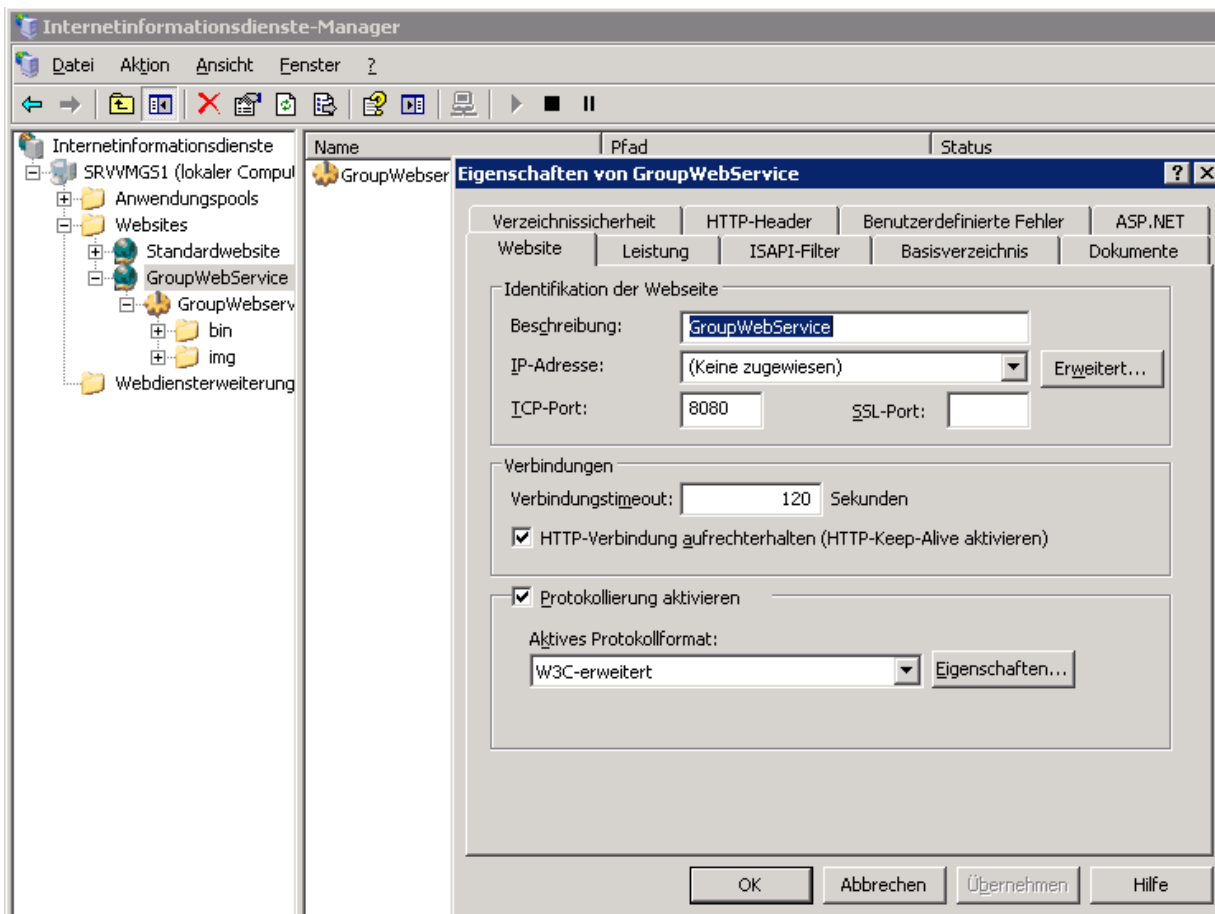 Internetinformationsdienste-Manager
Datei Aktion Ansicht Fenster ?
Internetinformationsdienste
SRVVMGS1 (lokaler Compul
Anwendungspools
Websites
Standardwebsite
GroupWebService
GroupWebserv
bin
img
Webdiensterweiterung
Name Pfad Status
GroupWebser
Eigenschaften von GroupWebService
Verzeichnissicherheit HTTP-Header Benutzerdefinierte Fehler ASP.NET
Website Leistung ISAPI-Filter Basisverzeichnis Dokumente
Identifikation der Webseite
Beschreibung: GroupWebService
IP-Adresse: (Keine zugewiesen) Erweitert...
TCP-Port: 8080 SSL-Port:
Verbindungen
Verbindungstimeout: 120 Sekunden
HTTP-Verbindung aufrechterhalten (HTTP-Keep-Alive aktivieren)
Protokollierung aktivieren
Aktives Protokollformat:
W3C-erweitert Eigenschaften...
OK Abbrechen Übernehmen Hilfe